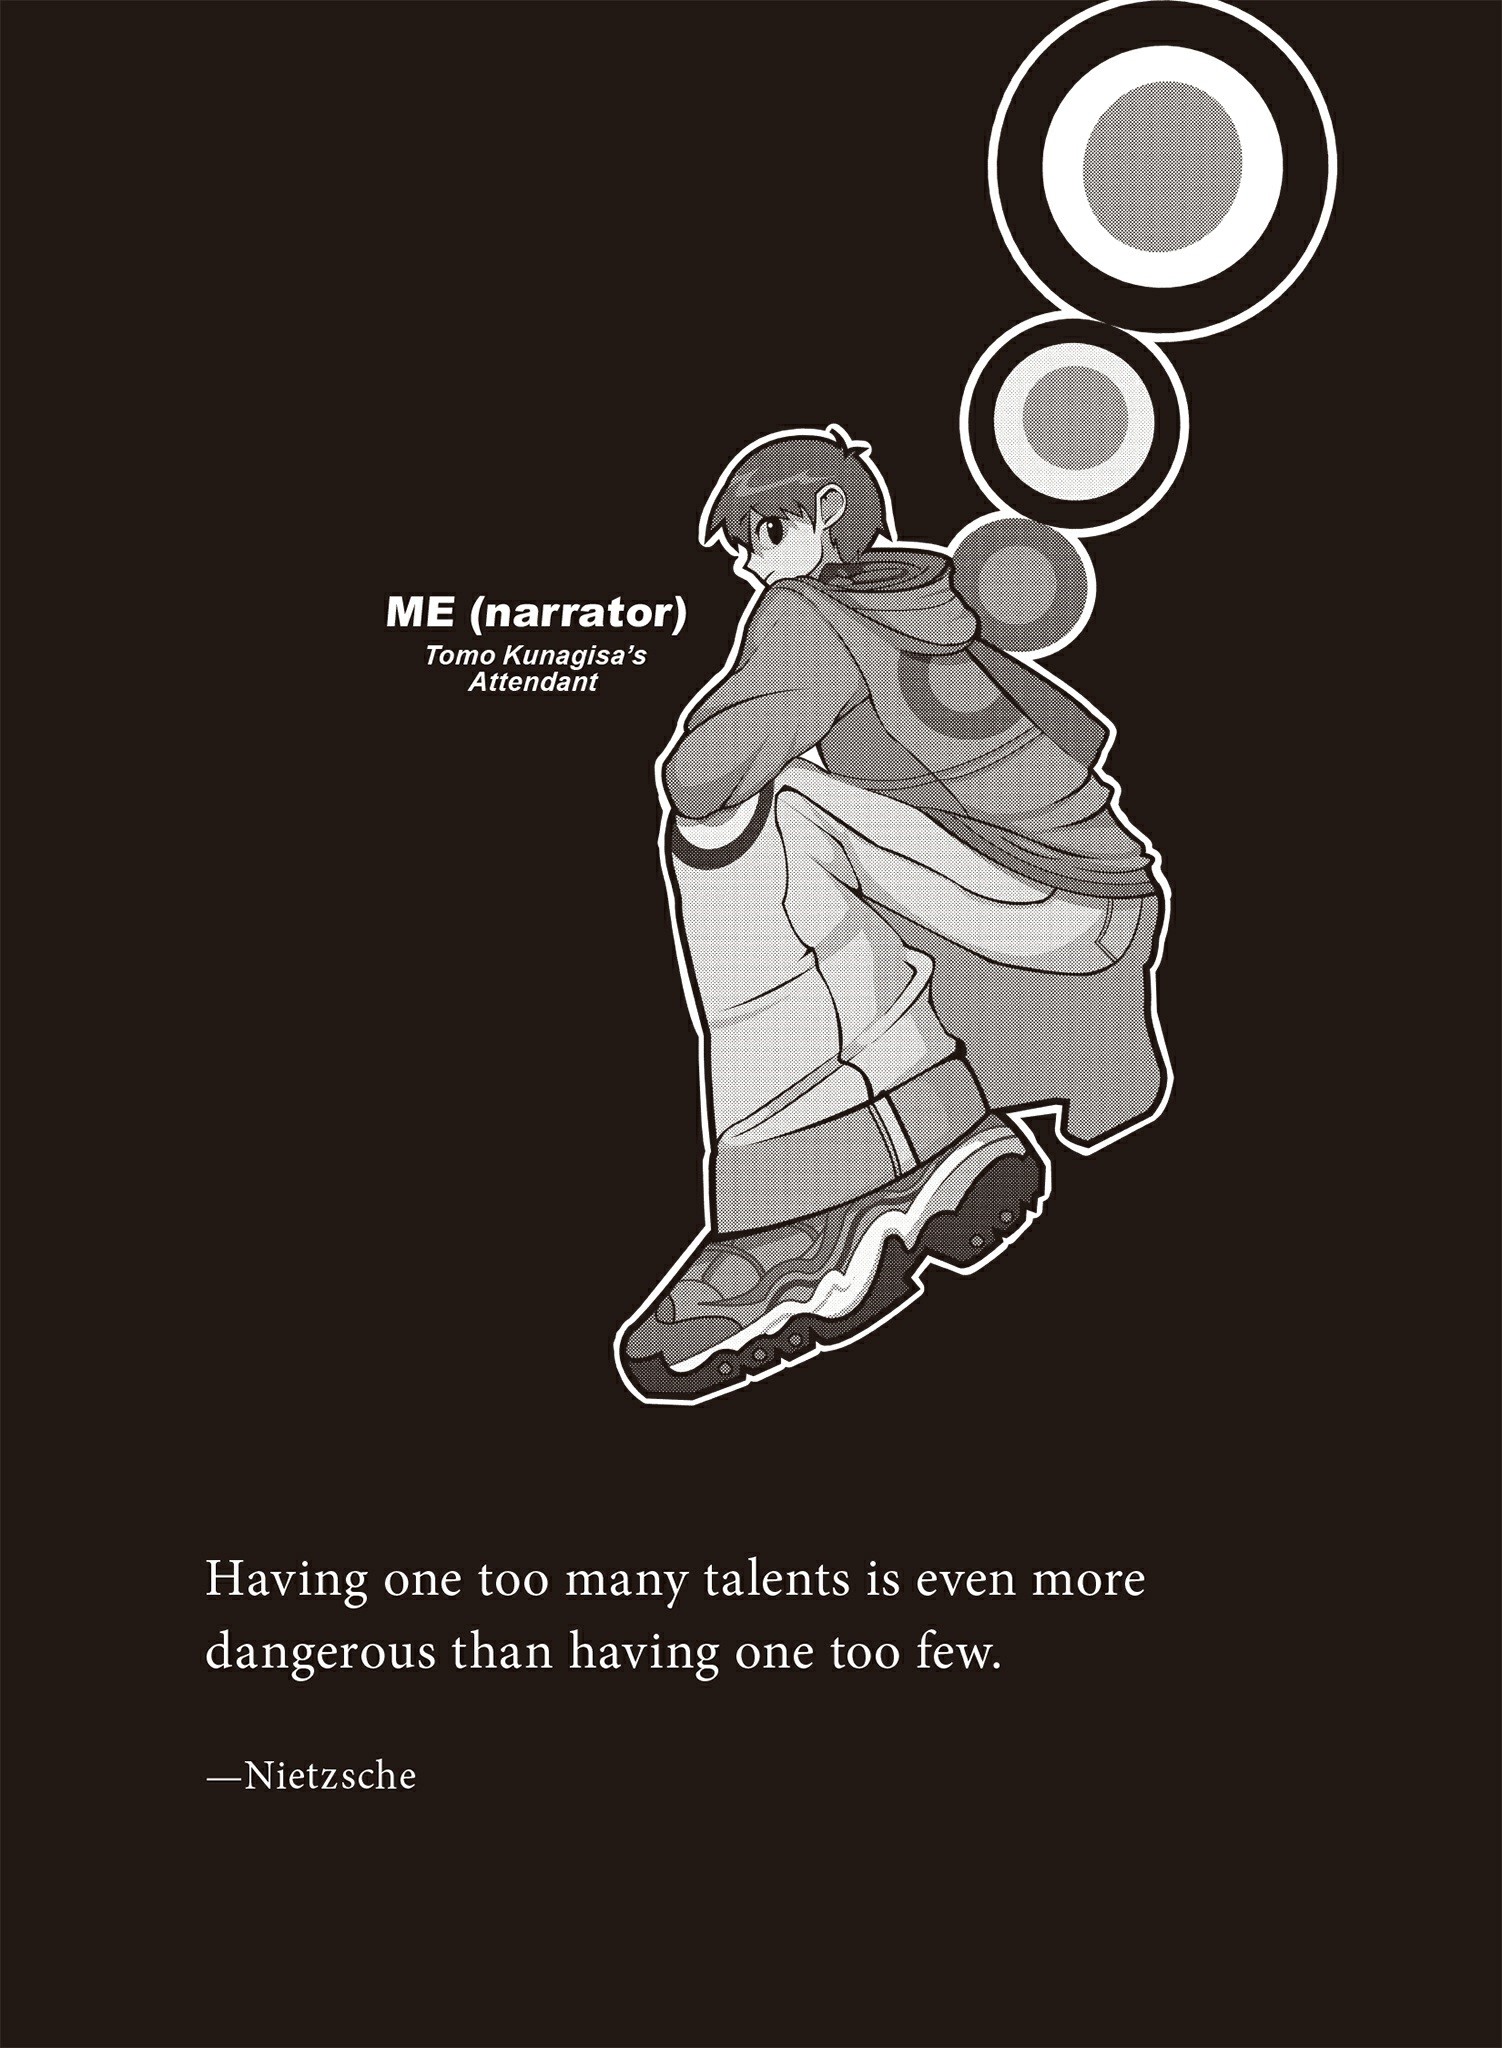 ME (narrator)
Tomo Kunagisa’s
Attendant
Having one too many talents is even more
dangerous than having one too few.
—Nietzsche